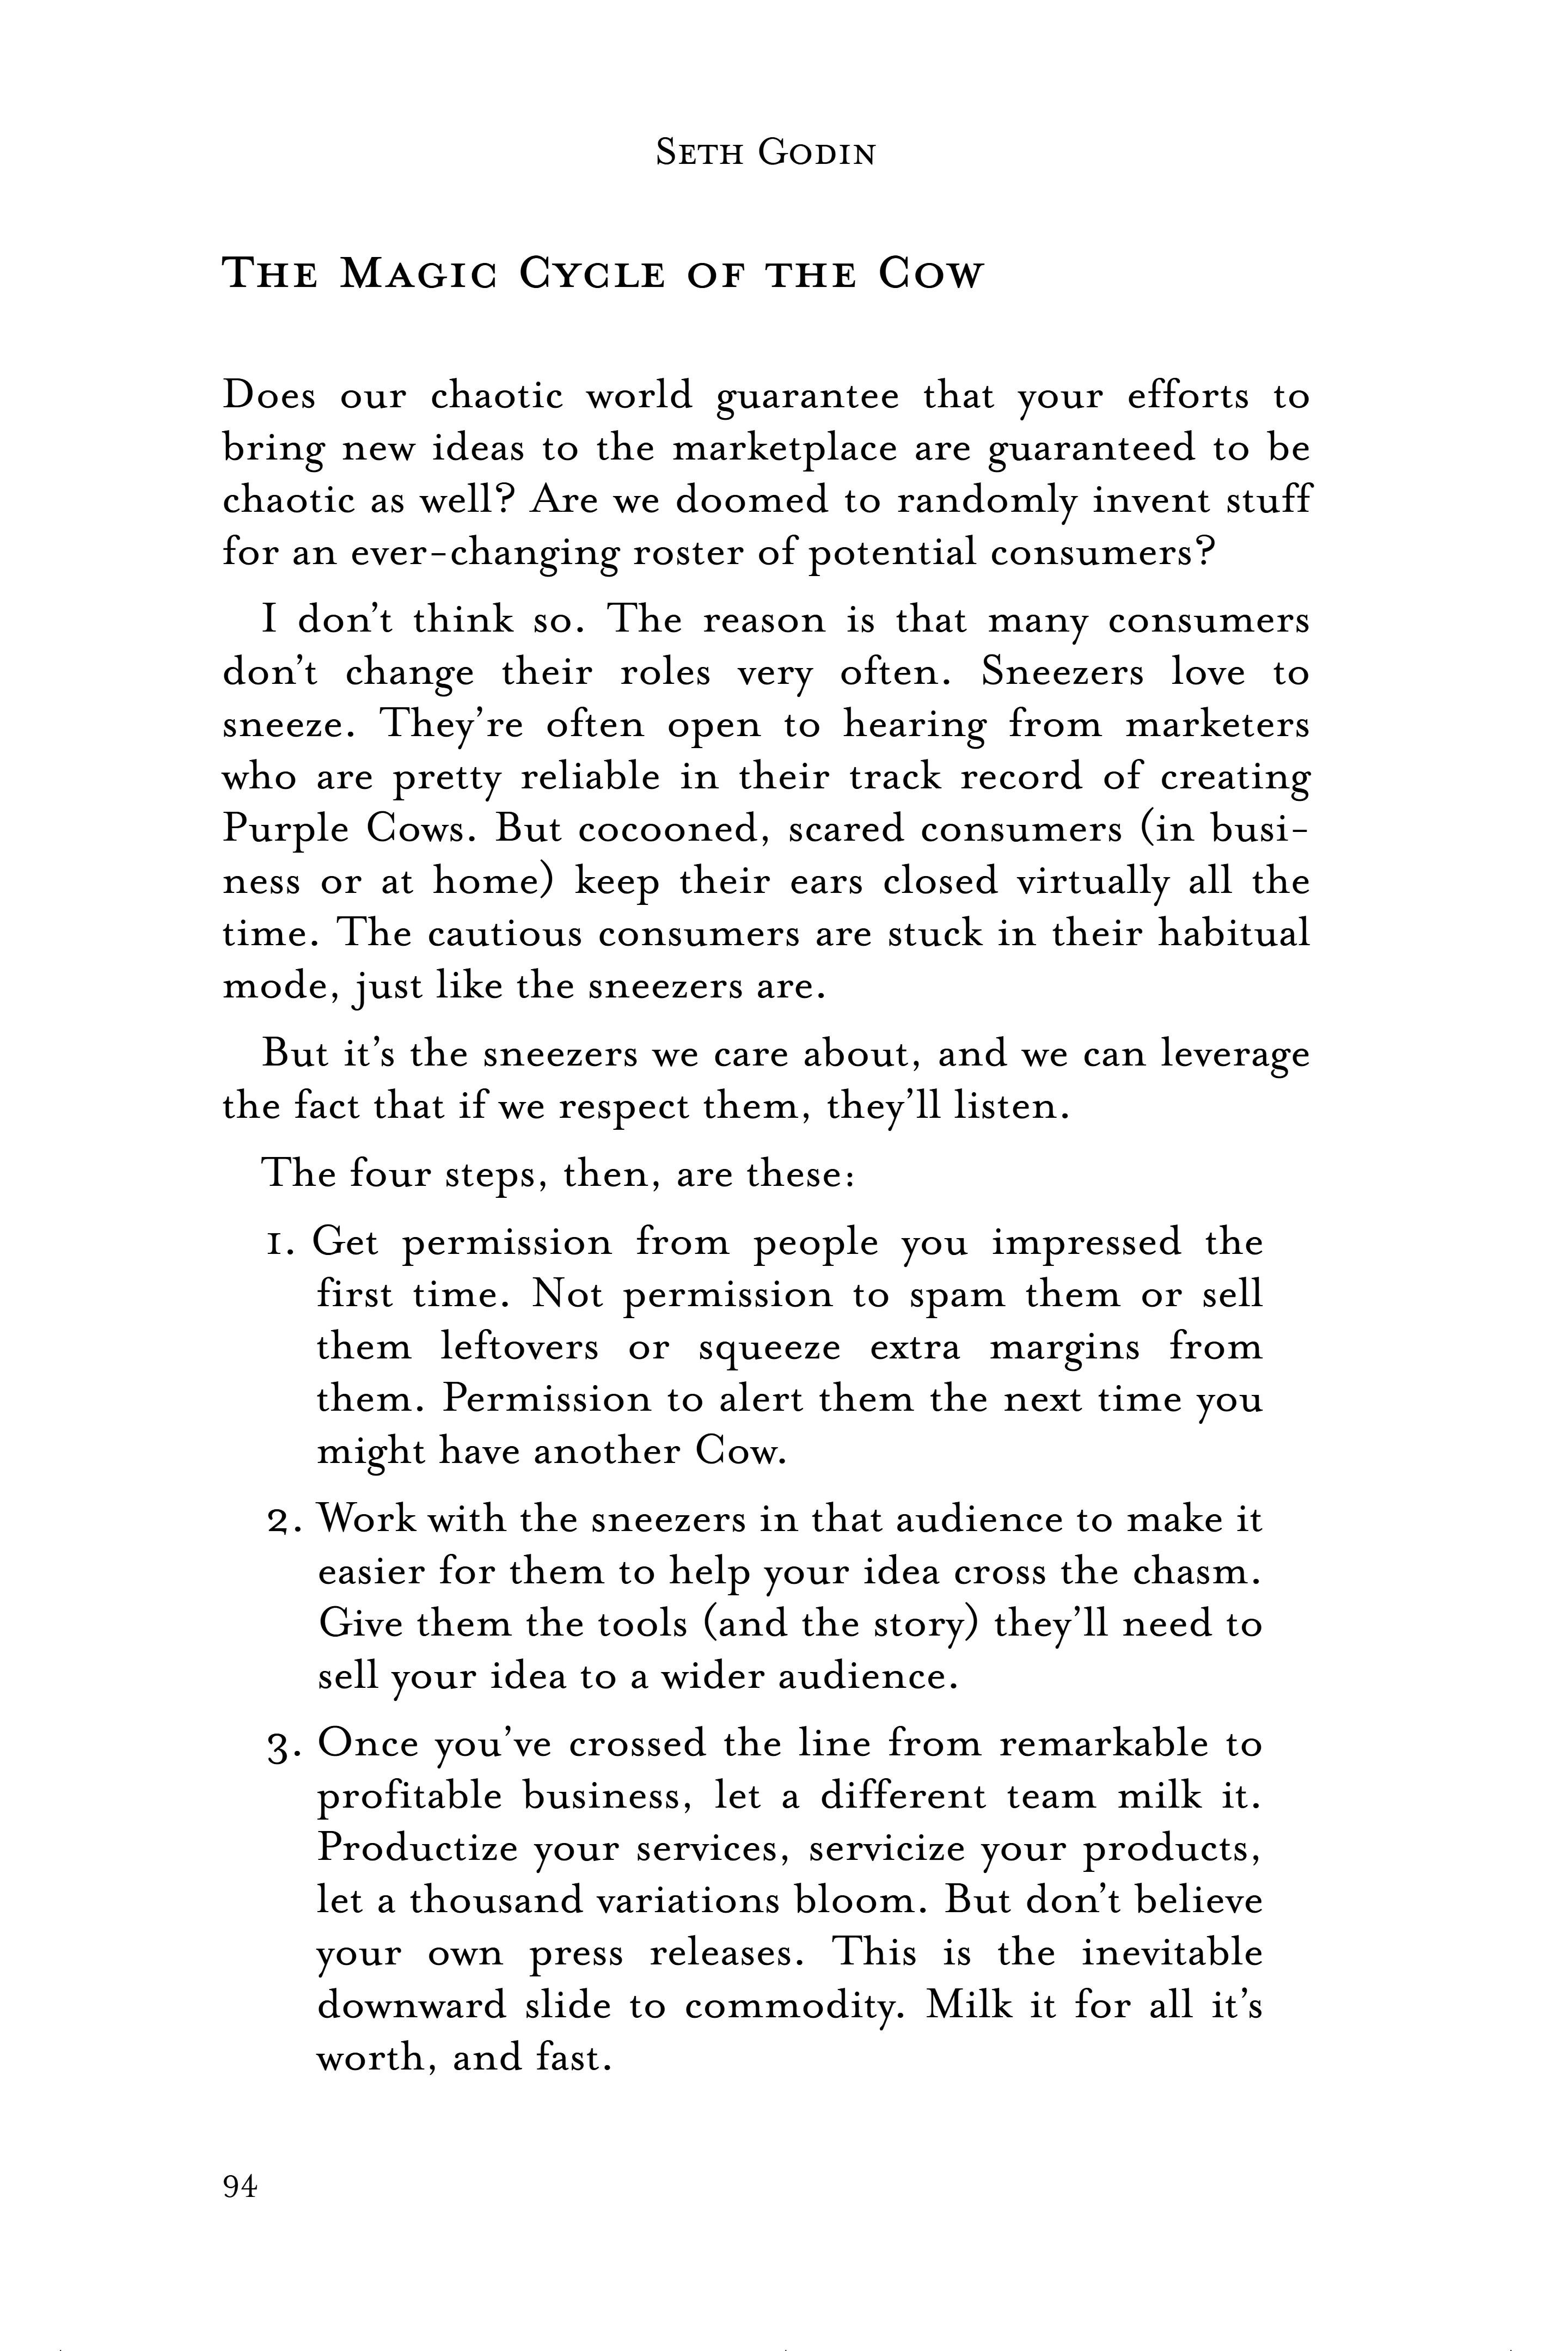 Seth Godin
The Magic Cycle of the Cow
Does our chaotic world guarantee that your efforts to
bring new ideas to the marketplace are guaranteed to be
chaotic as well? Are we doomed to randomly invent stuff
for an ever-changing roster of potential consumers?
I don't think so. The reason is that many consumers
don't change their roles very often. Sneezers love to
sneeze. They're often open to hearing from marketers
who are pretty reliable in their track record of creating
Purple Cows. But cocooned, scared consumers (in busi-
ness or at home) keep their ears closed virtually all the
time. The cautious consumers are stuck in their habitual
mode, just like the sneezers are.
But it's the sneezers we care about, and we can leverage
the fact that if we respect them, they'll listen.
The four steps, then, are these:
1. Get permission from people you impressed the
first time. Not permission to spam them or sell
them leftovers or squeeze extra margins from
them. Permission to alert them the next time you
might have another Cow.
2. Work with the sneezers in that audience to make it
easier for them to help your idea cross the chasm.
Give them the tools (and the story) they'll need to
sell your idea to a wider audience.
3. Once you've crossed the line from remarkable to
profitable business, let a different team milk it.
Productize your services, servicize your products,
let a thousand variations bloom. But don't believe
your own press releases. This is the inevitable
downward slide to commodity. Milk it for all it's
worth, and fast.
94